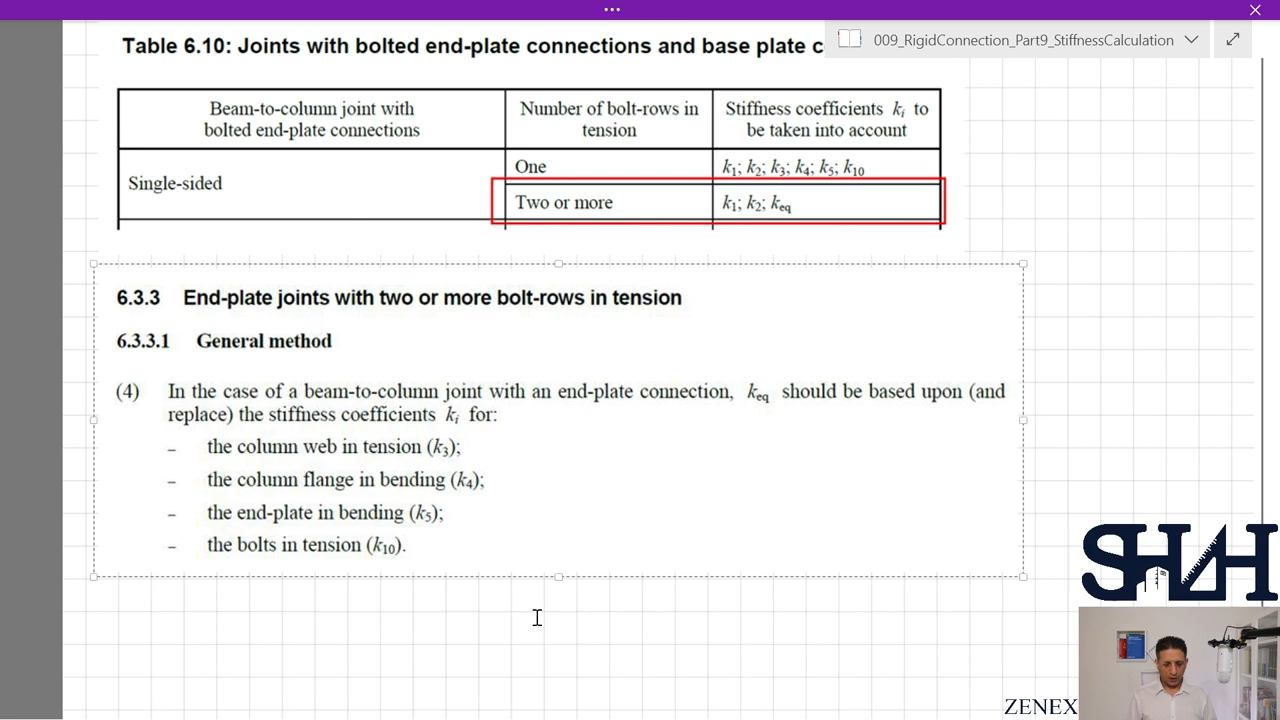 009_RigidConnection_Part9_StiffnessCalculation
Table 6.10: Joints with bolted end-plate connections and base plate c
Beam-to-column joint with
bolted end-plate connections
Number of bolt-rows in
tension
Stiffness coefficients ki to
be taken into account
Single-sided
One
k1; k2; k3; k4; k5; k10
Two or more
k1; k2; keq
6.3.3 End-plate joints with two or more bolt-rows in tension
6.3.3.1 General method
(4) In the case of a beam-to-column joint with an end-plate connection, keq should be based upon (and
replace) the stiffness coefficients ki for:
– the column web in tension (k3);
– the column flange in bending (k4);
– the end-plate in bending (k5);
– the bolts in tension (k10).
SHZH
ZENEX